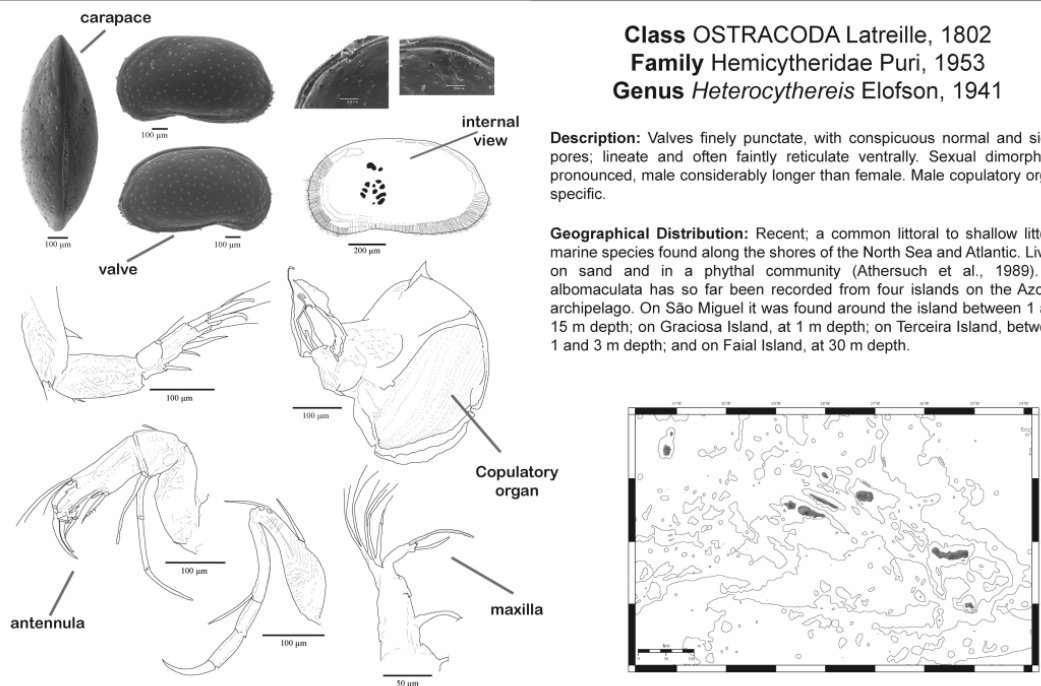 carapace
100 µm
100 µm
internal
view
100 µm
100 µm
200 µm
valve
100 µm
100 µm
Copulatory
organ
100 µm
antennula
100 µm
maxilla
50 µm
Class OSTRACODA Latreille, 1802
Family Hemicytheridae Puri, 1953
Genus Heterocythereis Elofson, 1941
Description: Valves finely punctate, with conspicuous normal and si
pores; lineate and often faintly reticulate ventrally. Sexual dimorph
pronounced, male considerably longer than female. Male copulatory or
specific.
Geographical Distribution: Recent; a common littoral to shallow litto
marine species found along the shores of the North Sea and Atlantic. Liv
on sand and in a phythal community (Athersuch et al., 1989).
albomaculata has so far been recorded from four islands on the Azo
archipelago. On São Miguel it was found around the island between 1 a
15 m depth; on Graciosa Island, at 1 m depth; on Terceira Island, betw
1 and 3 m depth; and on Faial Island, at 30 m depth.